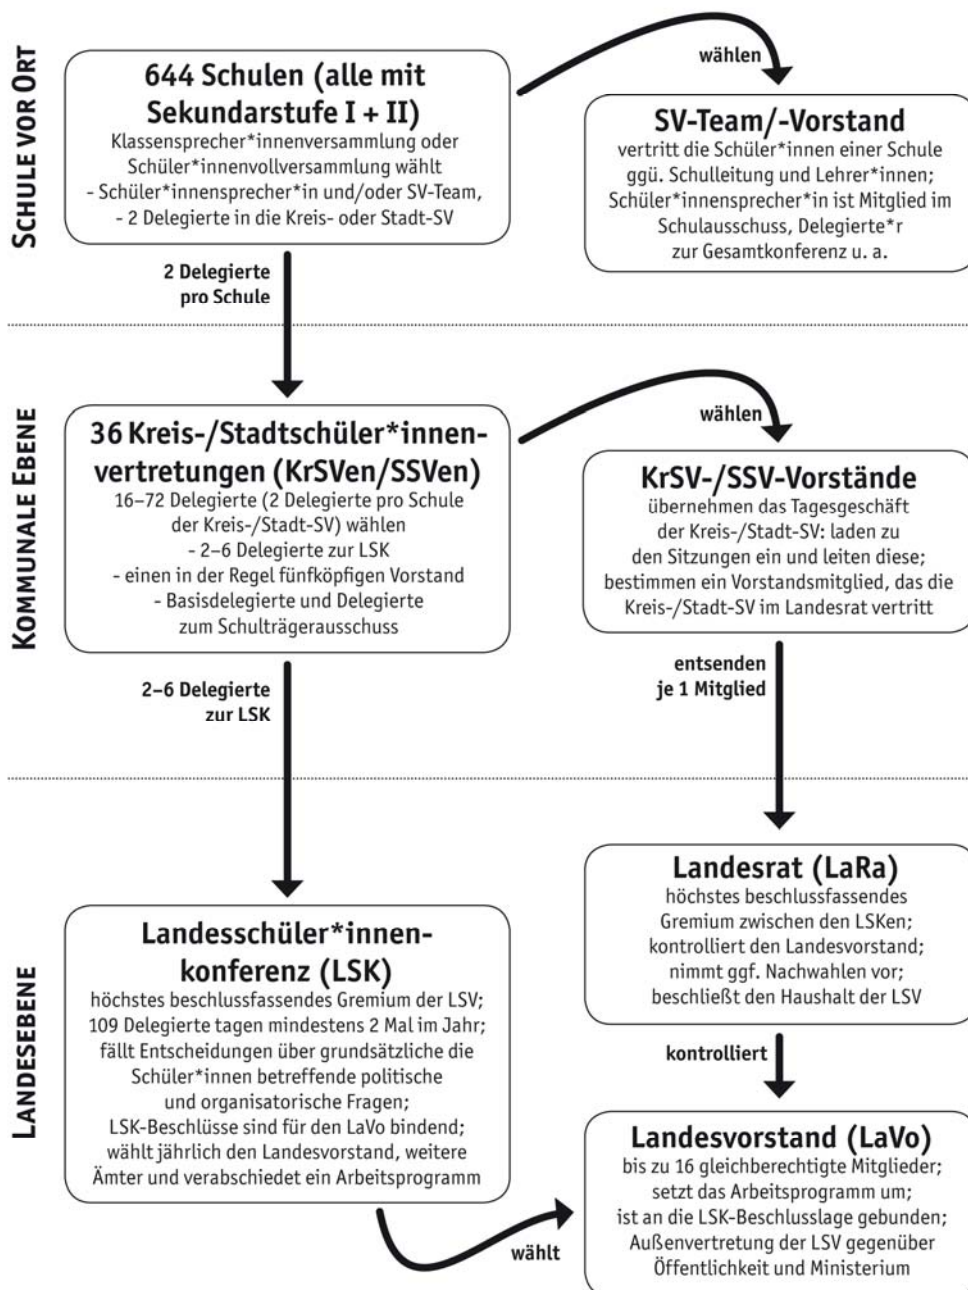 SCHULE VOR ORT
644 Schulen (alle mit
Sekundarstufe I + II)
Klassensprecher*innenversammlung oder
Schüler*innenvollversammlung wählt
- Schüler*innensprecher*in und/oder SV-Team,
- 2 Delegierte in die Kreis- oder Stadt-SV
wählen
SV-Team/-Vorstand
vertritt die Schüler*innen einer Schule
ggü. Schulleitung und Lehrer*innen;
Schüler*innensprecher*in ist Mitglied im
Schulausschuss, Delegierte*r
zur Gesamtkonferenz u. a.
2 Delegierte
pro Schule
KOMMUNALE EBENE
36 Kreis-/Stadtschüler*innen-
vertretungen (KrSVen/SSVen)
16–72 Delegierte (2 Delegierte pro Schule
der Kreis-/Stadt-SV) wählen
- 2–6 Delegierte zur LSK
- einen in der Regel fünfköpfigen Vorstand
- Basisdelegierte und Delegierte
zum Schulträgerausschuss
wählen
KrSV-/SSV-Vorstände
übernehmen das Tagesgeschäft
der Kreis-/Stadt-SV: laden zu
den Sitzungen ein und leiten diese;
bestimmen ein Vorstandsmitglied, das die
Kreis-/Stadt-SV im Landesrat vertritt
2–6 Delegierte
zur LSK
entsenden
je 1 Mitglied
LANDESEBENE
Landesschüler*innen-
konferenz (LSK)
höchstes beschlussfassendes Gremium der LSV;
109 Delegierte tagen mindestens 2 Mal im Jahr;
fällt Entscheidungen über grundsätzliche die
Schüler*innen betreffende politische
und organisatorische Fragen;
LSK-Beschlüsse sind für den LaVo bindend;
wählt jährlich den Landesvorstand, weitere
Ämter und verabschiedet ein Arbeitsprogramm
wählt
Landesrat (LaRa)
höchstes beschlussfassendes
Gremium zwischen den LSKen;
kontrolliert den Landesvorstand;
nimmt ggf. Nachwahlen vor;
beschließt den Haushalt der LSV
kontrolliert
Landesvorstand (LaVo)
bis zu 16 gleichberechtigte Mitglieder;
setzt das Arbeitsprogramm um;
ist an die LSK-Beschlusslage gebunden;
Außenvertretung der LSV gegenüber
Öffentlichkeit und Ministerium